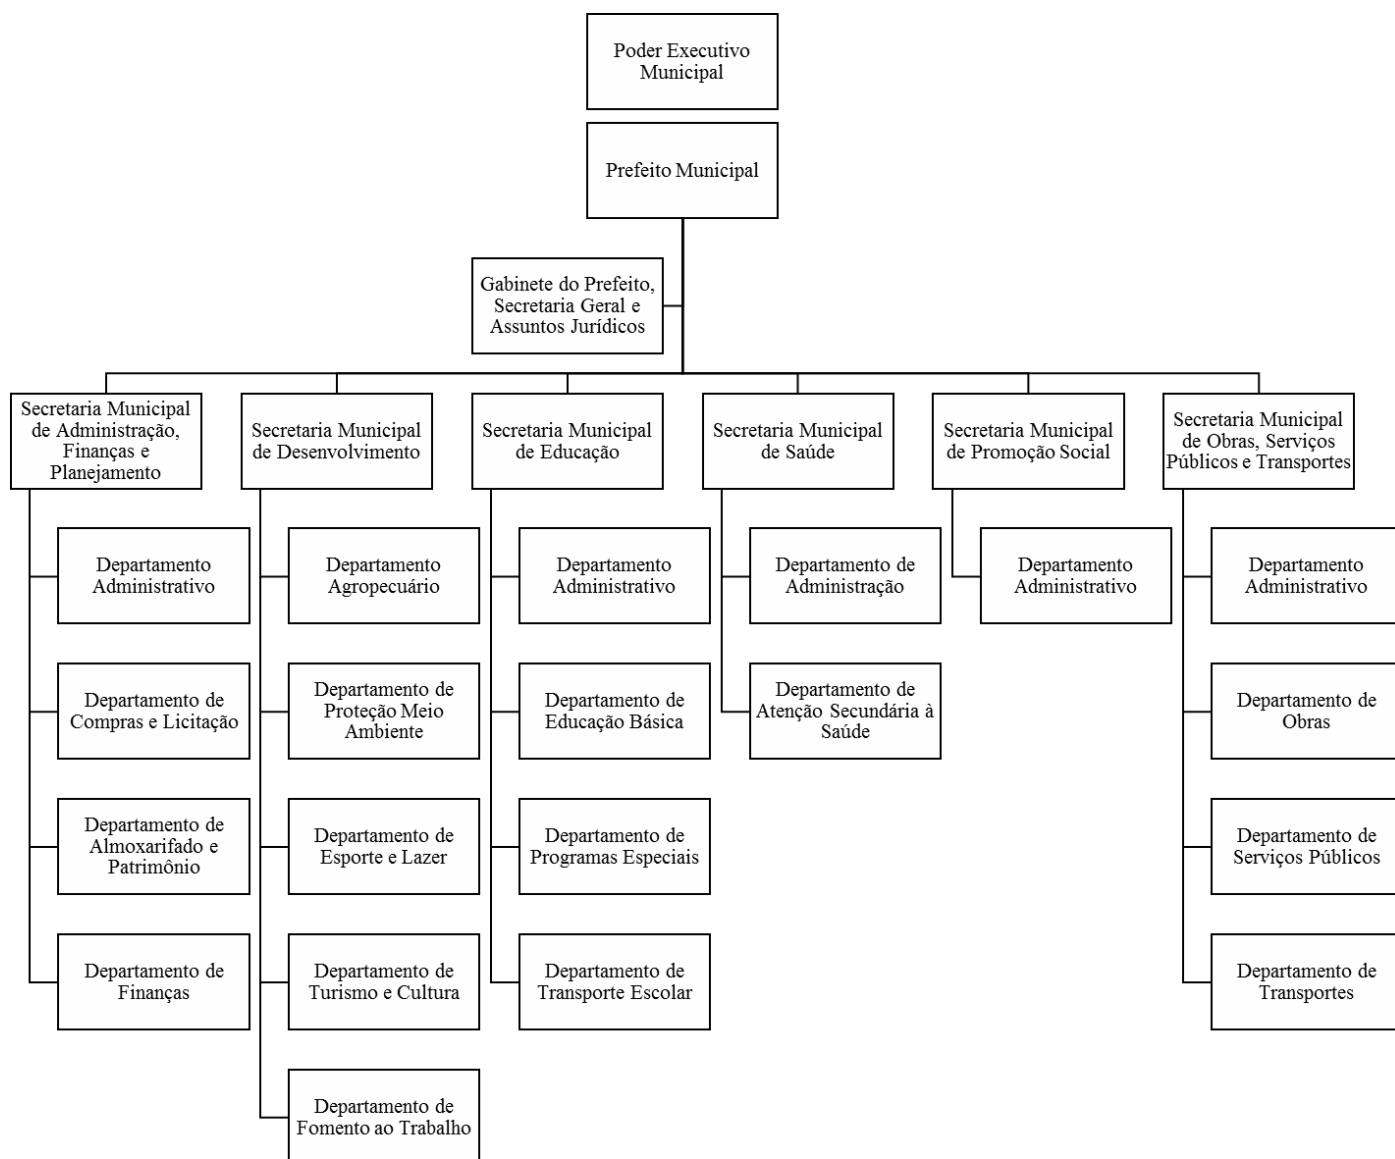 Poder Executivo
Municipal
Prefeito Municipal
Gabinete do Prefeito,
Secretaria Geral e
Assuntos Jurídicos
Secretaria Municipal
de Administração,
Finanças e
Planejamento
Secretaria Municipal
de Desenvolvimento
Secretaria Municipal
de Educação
Secretaria Municipal
de Saúde
Secretaria Municipal
de Promoção Social
Secretaria Municipal
de Obras, Serviços
Públicos e Transportes
Departamento
Administrativo
Departamento
Agropecuário
Departamento
Administrativo
Departamento de
Administração
Departamento
Administrativo
Departamento
Administrativo
Departamento de
Compras e Licitação
Departamento de
Proteção Meio
Ambiente
Departamento de
Educação Básica
Departamento de
Atenção Secundária à
Saúde
Departamento de
Obras
Departamento de
Almoxarifado e
Patrimônio
Departamento de
Esporte e Lazer
Departamento de
Programas Especiais
Departamento de
Serviços Públicos
Departamento de
Finanças
Departamento de
Turismo e Cultura
Departamento de
Transporte Escolar
Departamento de
Transportes
Departamento de
Fomento ao Trabalho